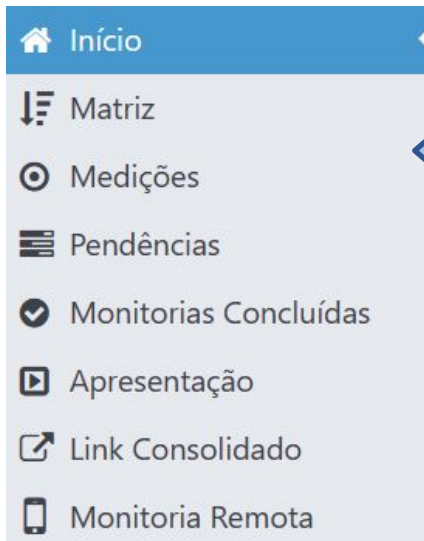 Início
Matriz
Medições
Pendências
Monitorias Concluídas
Apresentação
Link Consolidado
Monitoria Remota